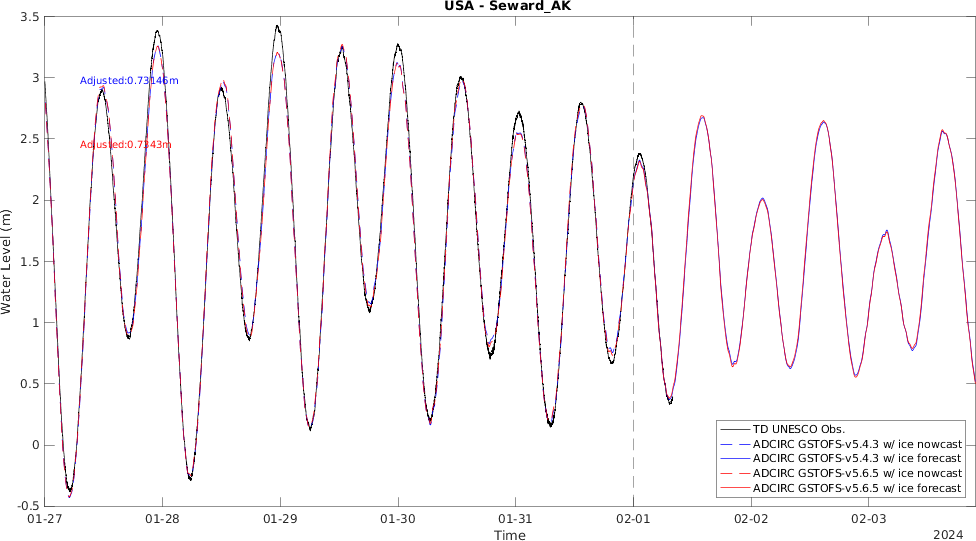 USA - Seward_AK
3.5
3
2.5
2
1.5
1
0.5
0
-0.5
Water Level (m)
Adjusted:0.73146m
Adjusted:0.7343m
TD UNESCO Obs.
ADCIRC GSTOFS-v5.4.3 w/ ice nowcast
ADCIRC GSTOFS-v5.4.3 w/ ice forecast
ADCIRC GSTOFS-v5.6.5 w/ ice nowcast
ADCIRC GSTOFS-v5.6.5 w/ ice forecast
01-27 01-28 01-29 01-30 01-31 02-01 02-02 02-03
Time
2024